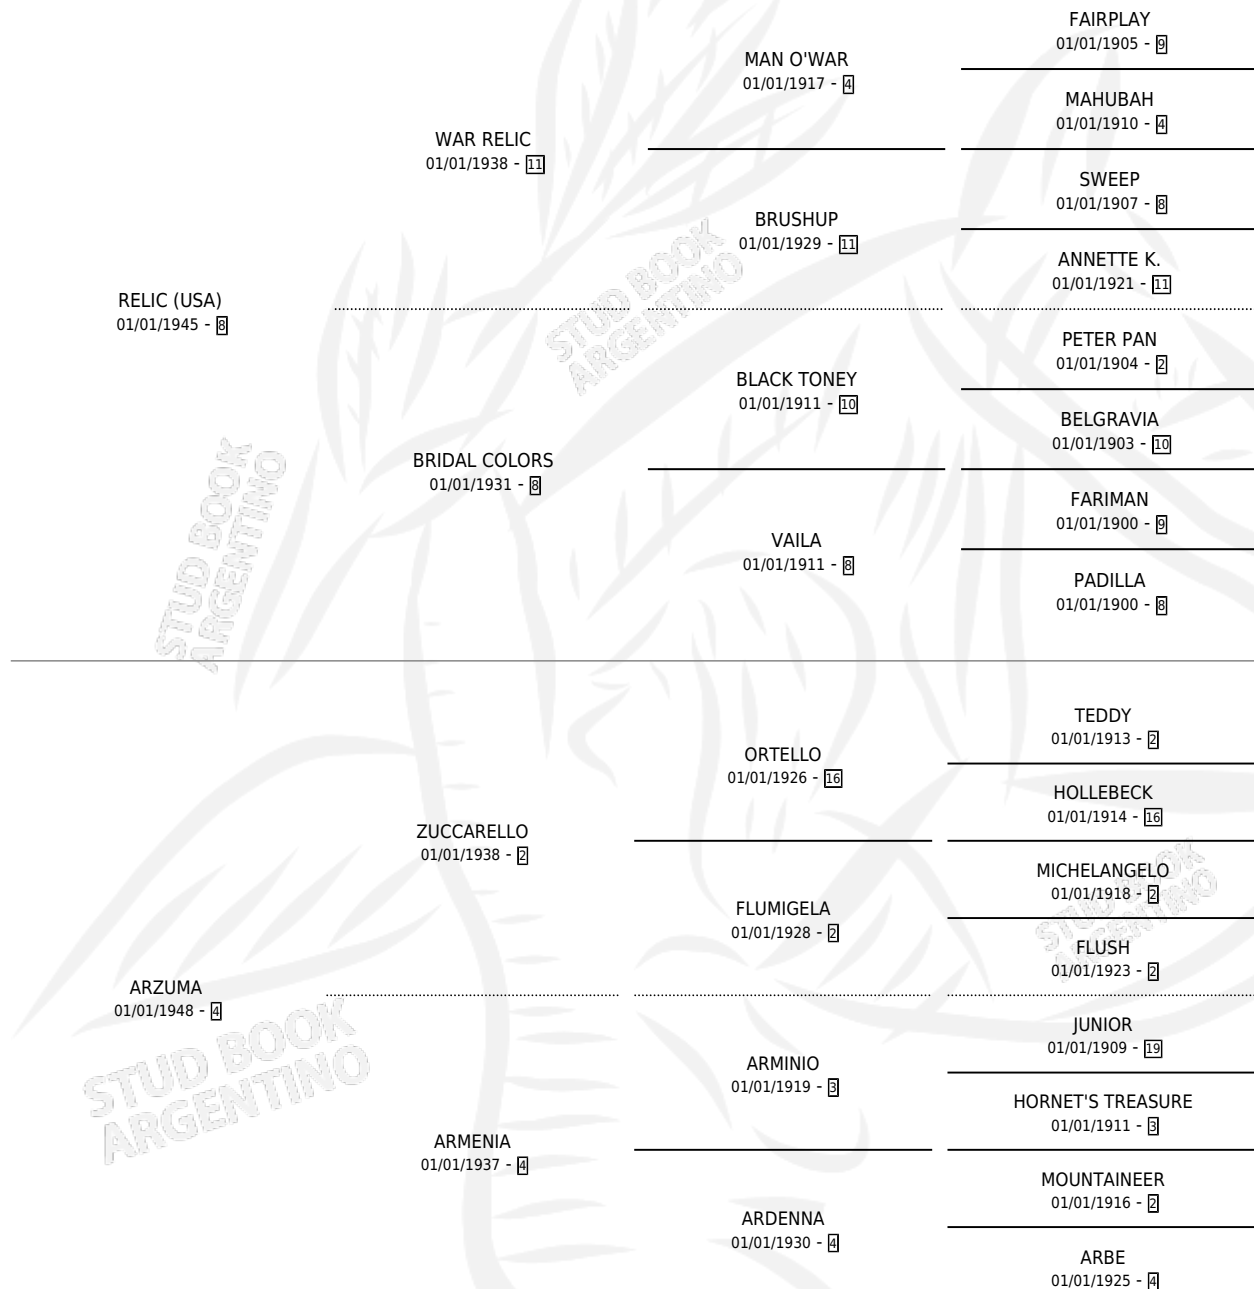 FAIRPLAY
01/01/1905 - 9
MAN O'WAR
01/01/1917 - 4
MAHUBAH
01/01/1910 - 4
WAR RELIC
01/01/1938 - 11
SWEEP
01/01/1907 - 8
BRUSHUP
01/01/1929 - 11
ANNETTE K.
01/01/1921 - 11
RELIC (USA)
01/01/1945 - 8
PETER PAN
01/01/1904 - 2
BLACK TONEY
01/01/1911 - 10
BELGRAVIA
01/01/1903 - 10
BRIDAL COLORS
01/01/1931 - 8
FARIMAN
01/01/1900 - 9
VAILA
01/01/1911 - 8
PADILLA
01/01/1900 - 8
TEDDY
01/01/1913 - 2
ORTELLO
01/01/1926 - 16
HOLLEBECK
01/01/1914 - 16
ZUCCARELLO
01/01/1938 - 2
MICHELANGELO
01/01/1918 - 2
FLUMIGELA
01/01/1928 - 2
FLUSH
01/01/1923 - 2
ARZUMA
01/01/1948 - 4
JUNIOR
01/01/1909 - 19
ARMINIO
01/01/1919 - 3
HORNET'S TREASURE
01/01/1911 - 3
ARMENIA
01/01/1937 - 4
MOUNTAINEER
01/01/1916 - 2
ARDENNA
01/01/1930 - 4
ARBE
01/01/1925 - 4
STUD BOOK
ARGENTINO
STUD BOOK
ARGENTINO
STUD BOOK
ARGENTINO
STUD BOOK
ARGENTINO